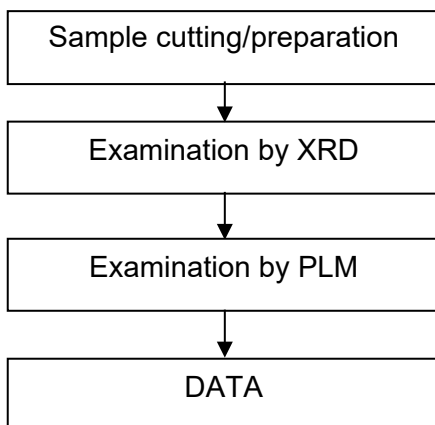 Sample cutting/preparation
Examination by XRD
Examination by PLM
DATA